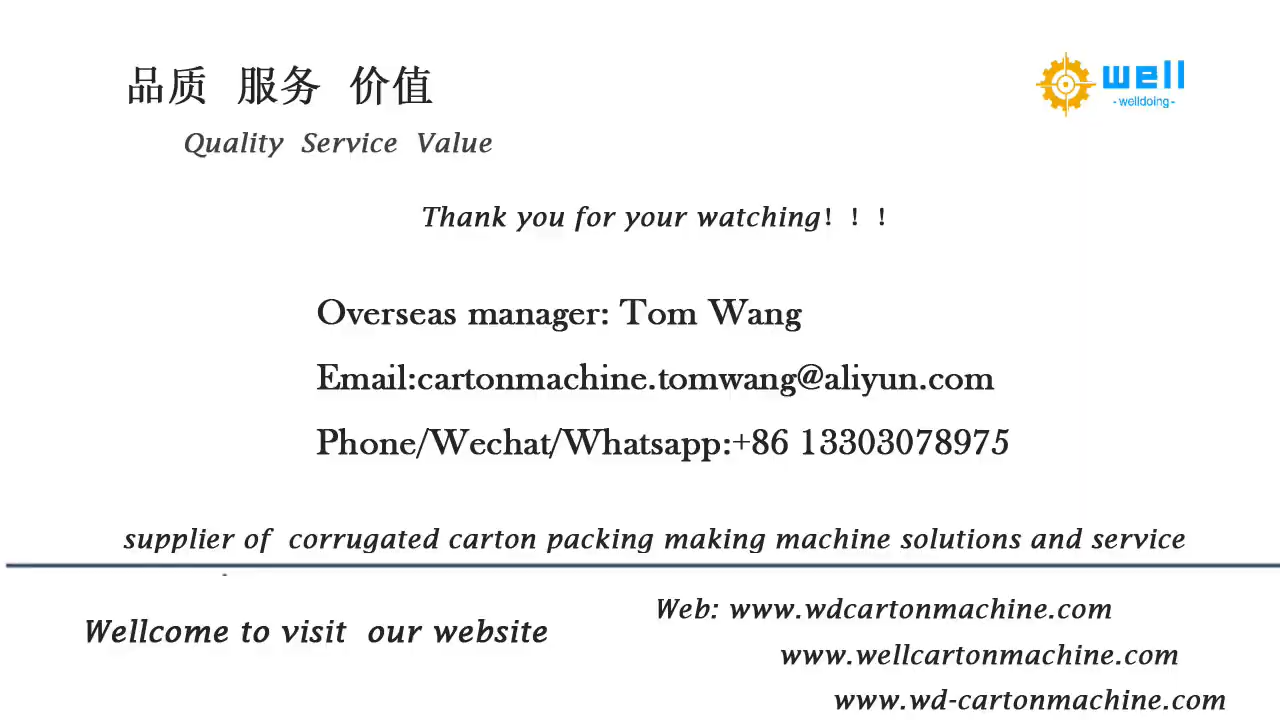 品质 服务 价值
well
-welldoing-
Quality Service Value
Thank you for your watching！！！
Overseas manager: Tom Wang
Email:cartonmachine.tomwang@aliyun.com
Phone/Wechat/Whatsapp:+86 13303078975
supplier of corrugated carton packing making machine solutions and service
Wellcome to visit our website
Web: www.wdcartonmachine.com
www.wellcartonmachine.com
www.wd-cartonmachine.com